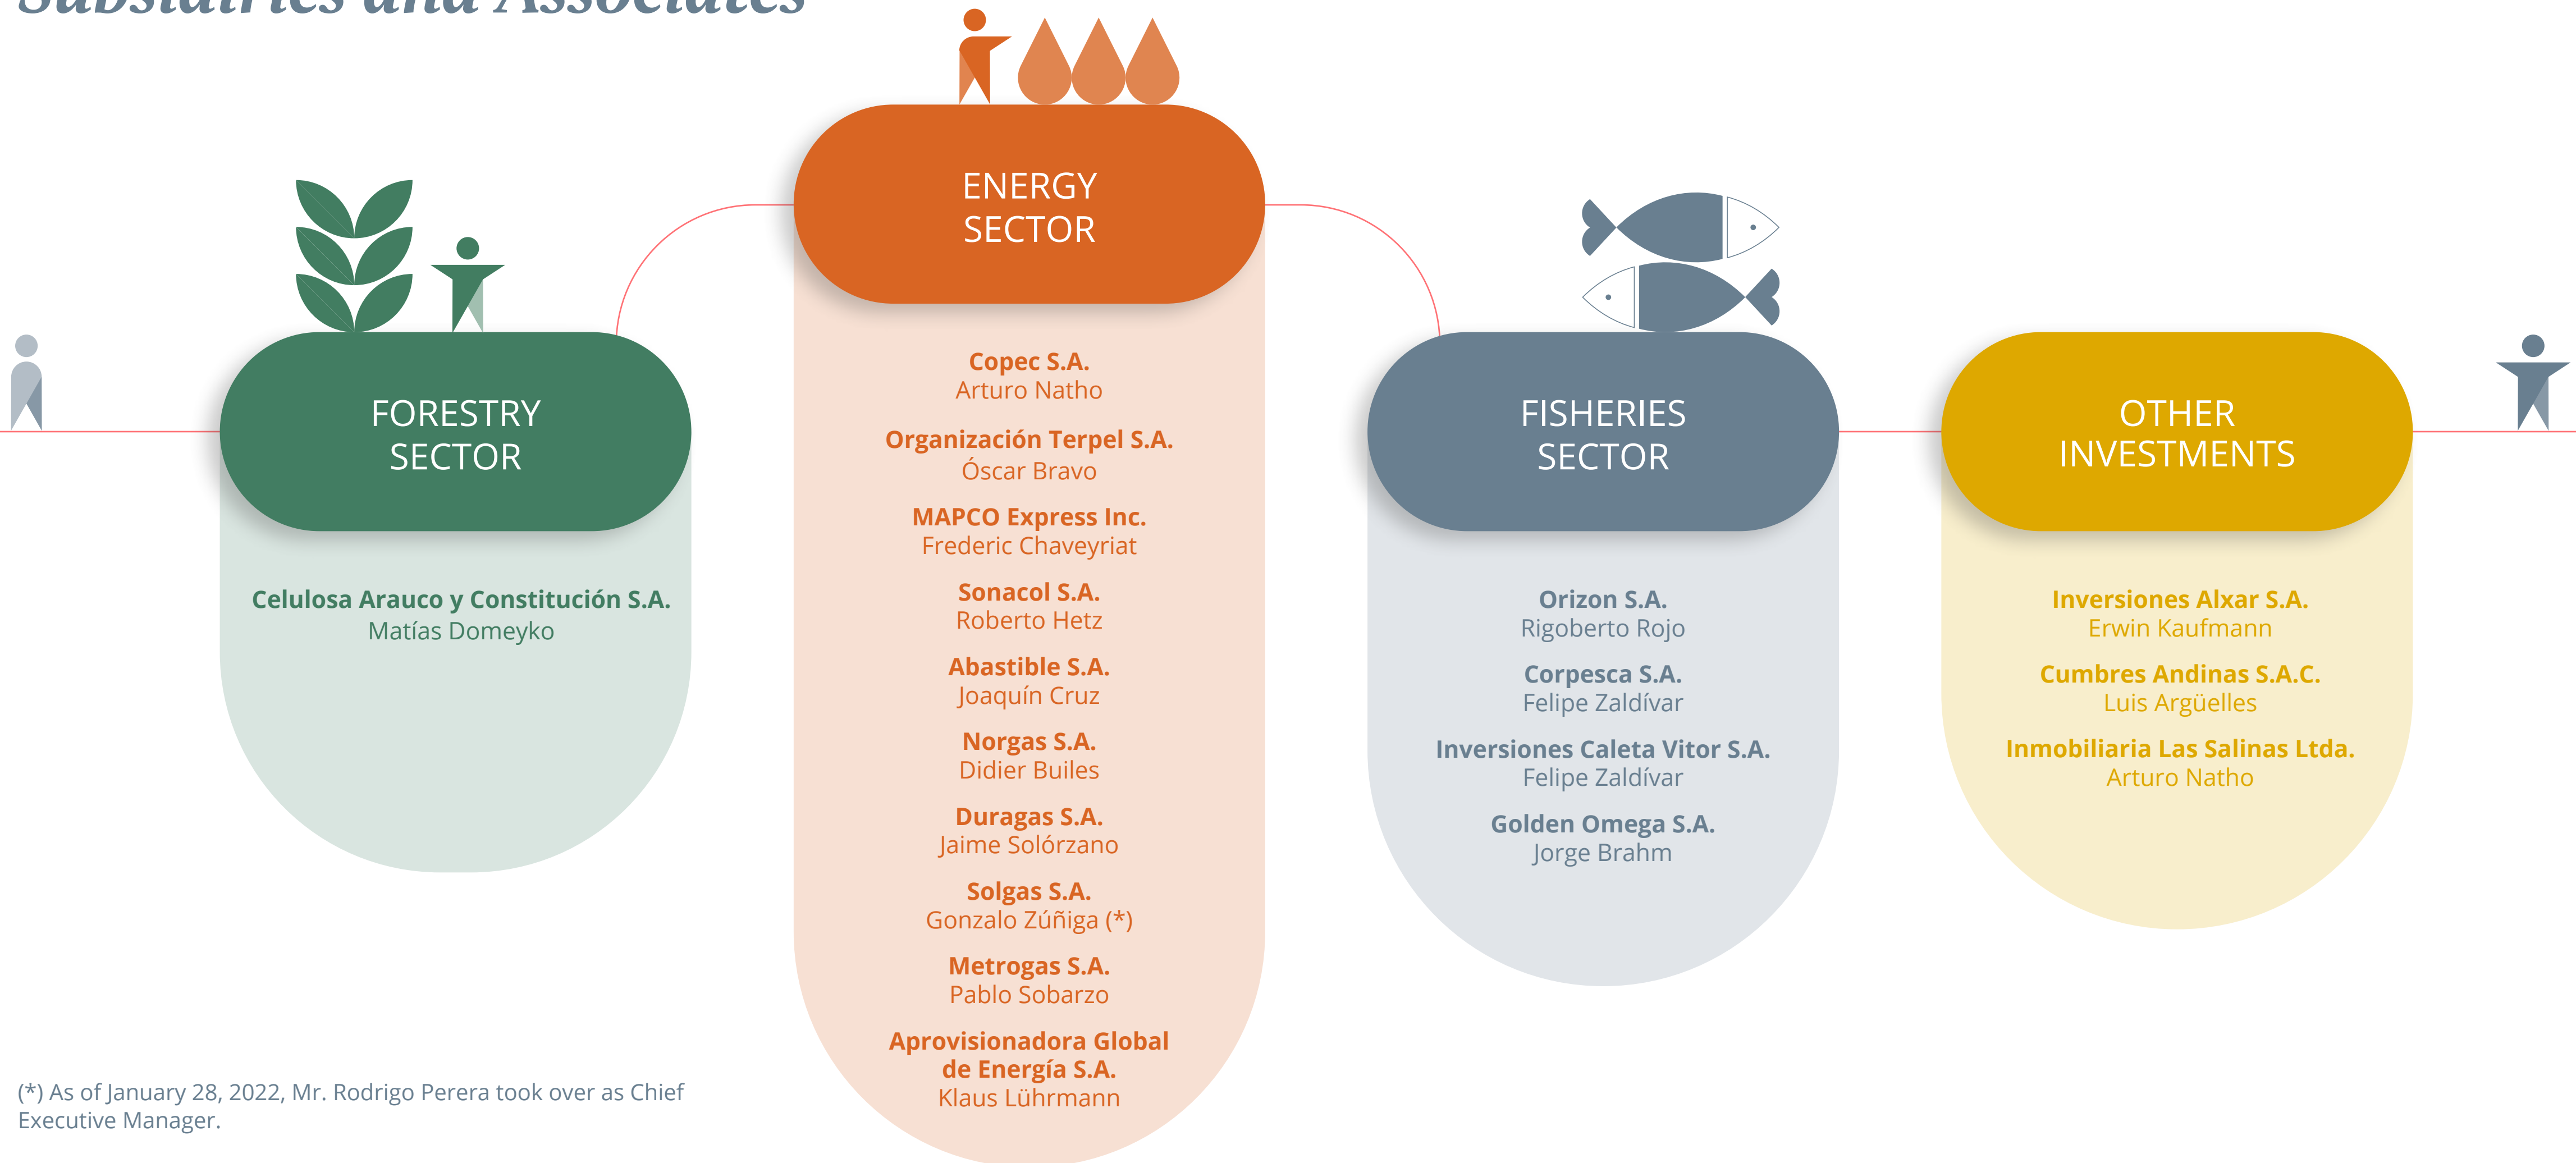 Subsidiries and Associates
ENERGY
SECTOR
Copec S.A.
Arturo Natho
Organización Terpel S.A.
Óscar Bravo
MAPCO Express Inc.
Frederic Chaveyriat
Sonacol S.A.
Roberto Hetz
Abastible S.A.
Joaquín Cruz
Norgas S.A.
Didier Builes
Duragas S.A.
Jaime Solórzano
Solgas S.A.
Gonzalo Zúñiga (*)
Metrogas S.A.
Pablo Sobarzo
Aprovisionadora Global
de Energía S.A.
Klaus Lührmann
FORESTRY
SECTOR
Celulosa Arauco y Constitución S.A.
Matías Domeyko
FISHERIES
SECTOR
Orizon S.A.
Rigoberto Rojo
Corpesca S.A.
Felipe Zaldívar
Inversiones Caleta Vitor S.A.
Felipe Zaldívar
Golden Omega S.A.
Jorge Brahm
OTHER
INVESTMENTS
Inversiones Alxar S.A.
Erwin Kaufmann
Cumbres Andinas S.A.C.
Luis Argüelles
Inmobiliaria Las Salinas Ltda.
Arturo Natho
(*) As of January 28, 2022, Mr. Rodrigo Perera took over as Chief
Executive Manager.